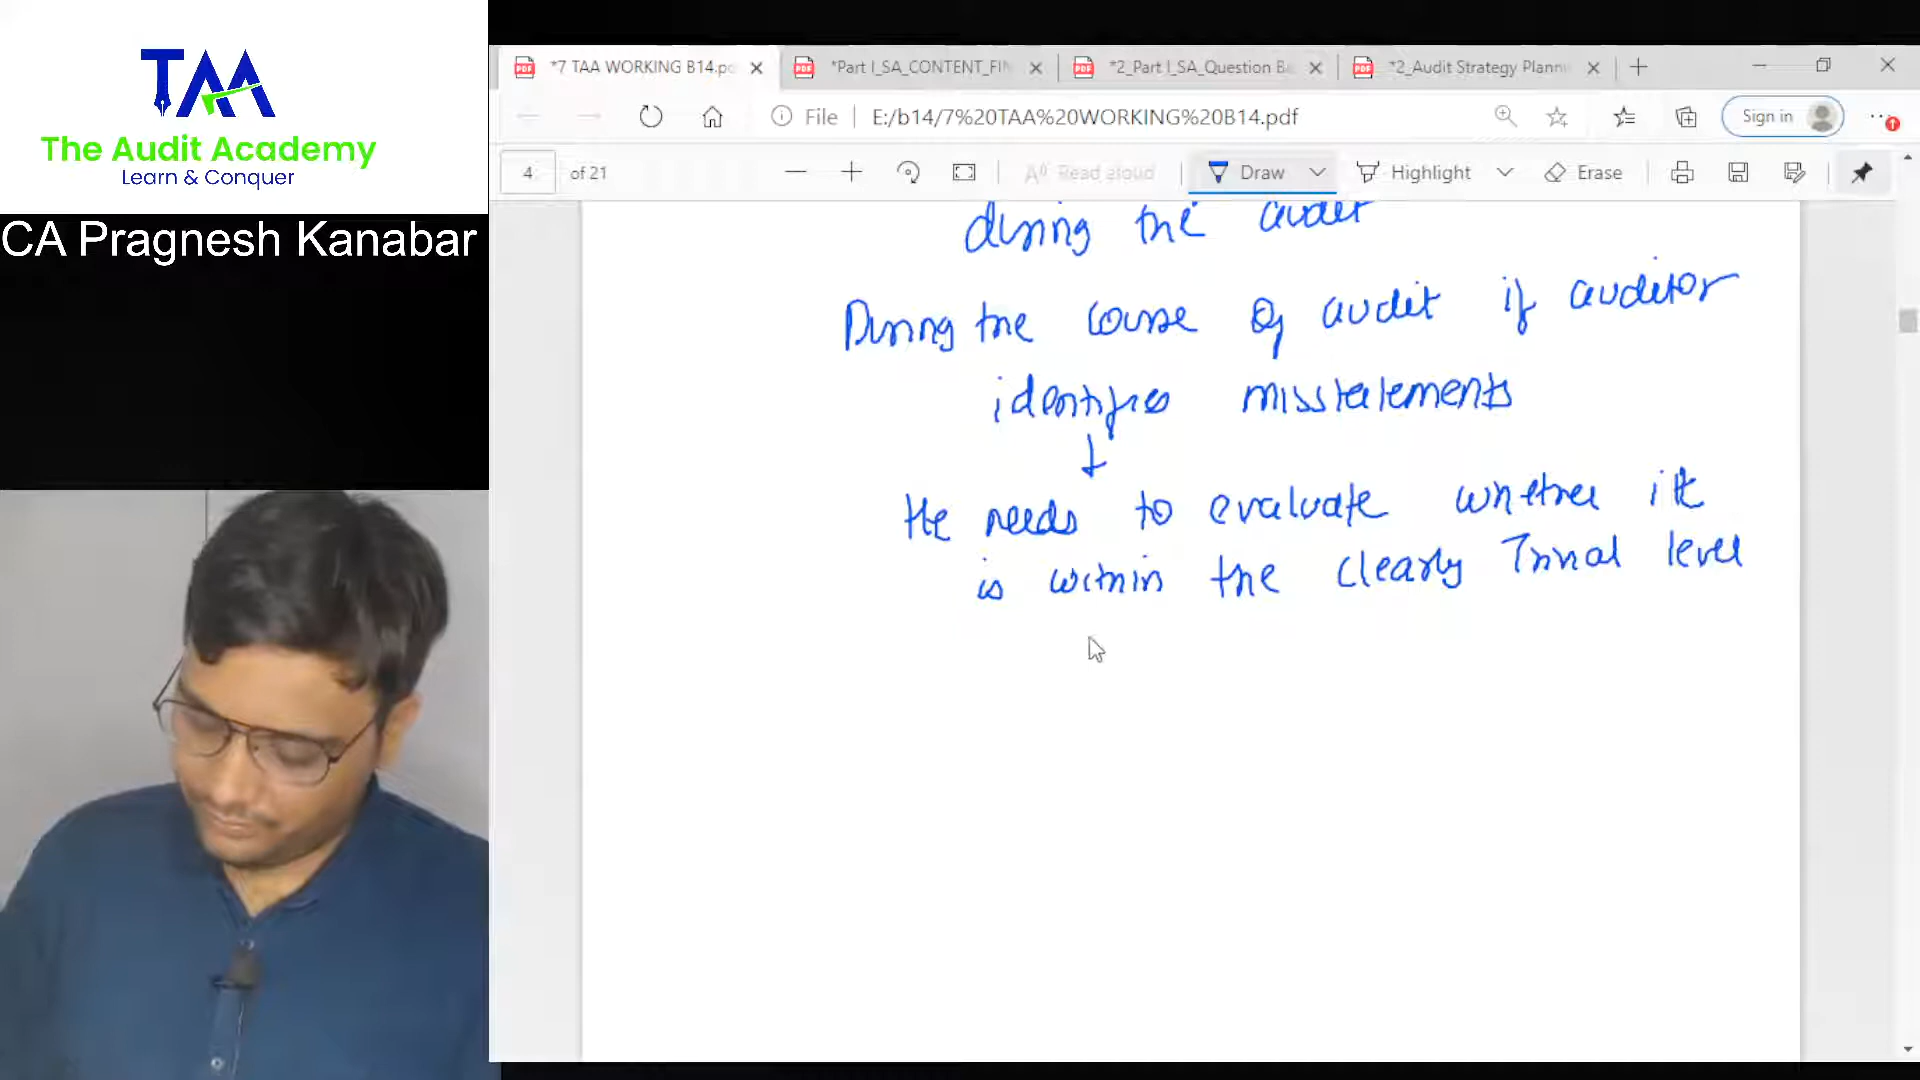 TAA
The Audit Academy
Learn & Conquer
CA Pragnesh Kanabar
*7 TAA WORKING B14.pd
*Part I_SA_CONTENT_FIN
*2_Part I_SA_Question Ba
*2_Audit Strategy Planni
File E:/b14/7%20TAA%20WORKING%20B14.pdf Sign in
4 of 21 Read aloud Draw Highlight Erase
during the audit
During the course of audit if auditor
identifies misstatements
He needs to evaluate whether it
is within the clearly Trivial level